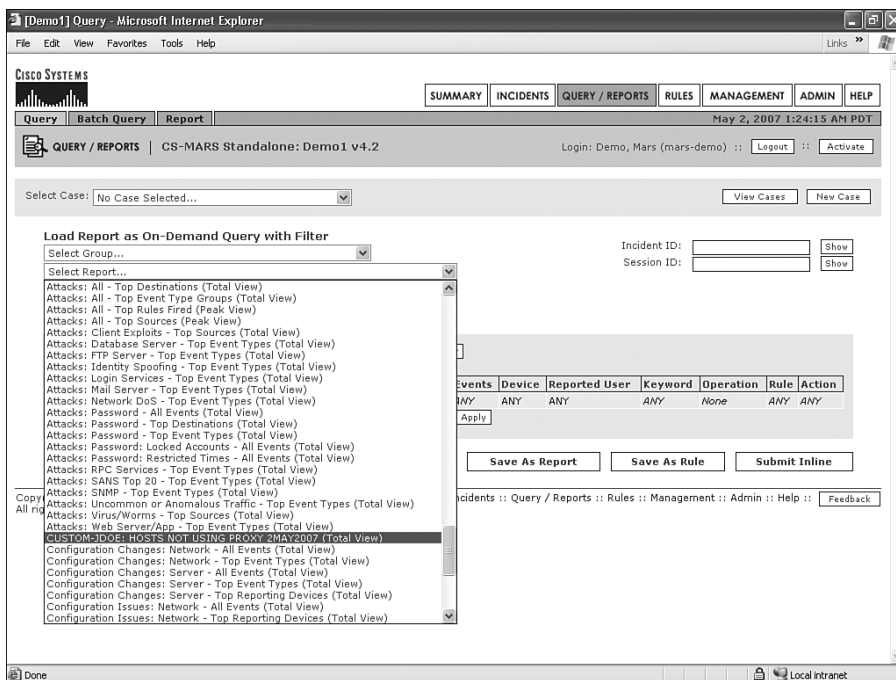 [Demo1] Query - Microsoft Internet Explorer
File Edit View Favorites Tools Help
Links »
CISCO SYSTEMS
SUMMARY INCIDENTS QUERY / REPORTS RULES MANAGEMENT ADMIN HELP
Query Batch Query Report
May 2, 2007 1:24:15 AM PDT
QUERY / REPORTS | CS-MARS Standalone: Demo1 v4.2
Login: Demo, Mars (mars-demo) :: Logout :: Activate
Select Case: No Case Selected...
View Cases New Case
Load Report as On-Demand Query with Filter
Select Group...
Select Report...
Incident ID: Show
Session ID: Show
Attacks: All - Top Destinations (Total View)
Attacks: All - Top Event Type Groups (Total View)
Attacks: All - Top Rules Fired (Peak View)
Attacks: All - Top Sources (Peak View)
Attacks: Client Exploits - Top Sources (Total View)
Attacks: Database Server - Top Event Types (Total View)
Attacks: FTP Server - Top Event Types (Total View)
Attacks: Identity Spoofing - Top Event Types (Total View)
Attacks: Login Services - Top Event Types (Total View)
Attacks: Mail Server - Top Event Types (Total View)
Attacks: Network DoS - Top Event Types (Total View)
Attacks: Password - All Events (Total View)
Attacks: Password - Top Destinations (Total View)
Attacks: Password - Top Event Types (Total View)
Attacks: Password: Locked Accounts - All Events (Total View)
Attacks: Password: Restricted Times - All Events (Total View)
Attacks: RPC Services - Top Event Types (Total View)
Attacks: SANS Top 20 - Top Event Types (Total View)
Attacks: SNMP - Top Event Types (Total View)
Attacks: Uncommon or Anomalous Traffic - Top Event Types (Total View)
Attacks: Virus/Worms - Top Sources (Total View)
Attacks: Web Server/App - Top Event Types (Total View)
CUSTOM-JDOE: HOSTS NOT USING PROXY 2MAY2007 (Total View)
Configuration Changes: Network - All Events (Total View)
Configuration Changes: Network - Top Event Types (Total View)
Configuration Changes: Server - All Events (Total View)
Configuration Changes: Server - Top Event Types (Total View)
Configuration Changes: Server - Top Reporting Devices (Total View)
Configuration Issues: Network - All Events (Total View)
Configuration Issues: Network - Top Reporting Devices (Total View)
Events Device Reported User Keyword Operation Rule Action
ANY ANY ANY ANY None ANY ANY
Apply
Save As Report Save As Rule Submit Inline
Copy
All rig
ncidents :: Query / Reports :: Rules :: Management :: Admin :: Help :: Feedback
Done
Local intranet